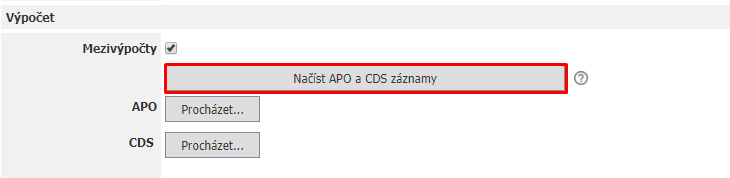 Výpočet
Mezivýpočty
Načíst APO a CDS záznamy ?
APO Procházet...
CDS Procházet...